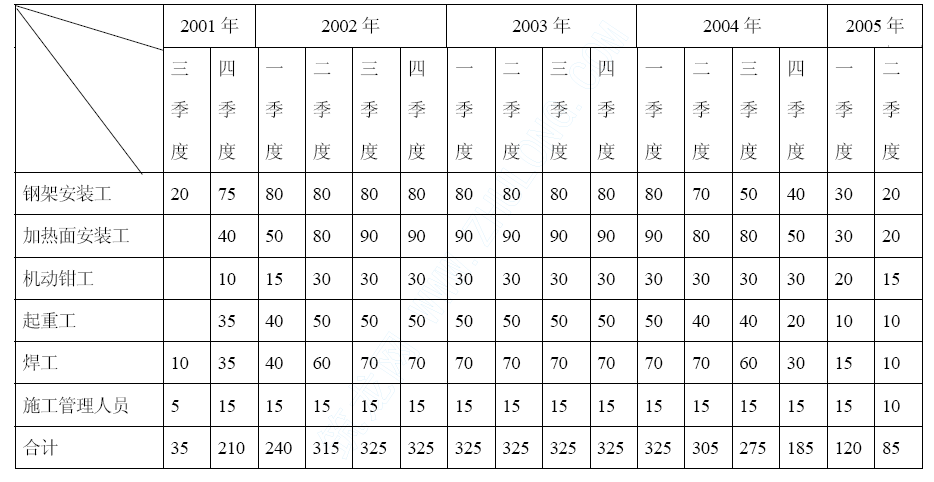 2001 年 2002 年 2003 年 2004 年 2005 年
三季度 四季度 一季度 二季度 三季度 四季度 一季度 二季度 三季度 四季度 一季度 二季度 三季度 四季度 一季度 二季度
钢架安装工 20 75 80 80 80 80 80 80 80 80 80 70 50 40 30 20
加热面安装工 40 50 80 90 90 90 90 90 90 90 80 80 50 30 20
机动钳工 10 15 30 30 30 30 30 30 30 30 30 30 30 20 15
起重工 35 40 50 50 50 50 50 50 50 50 40 40 20 10 10
焊工 10 35 40 60 70 70 70 70 70 70 70 70 60 30 15 10
施工管理人员 5 15 15 15 15 15 15 15 15 15 15 15 15 15 15 10
合计 35 210 240 315 325 325 325 325 325 325 325 305 275 185 120 85